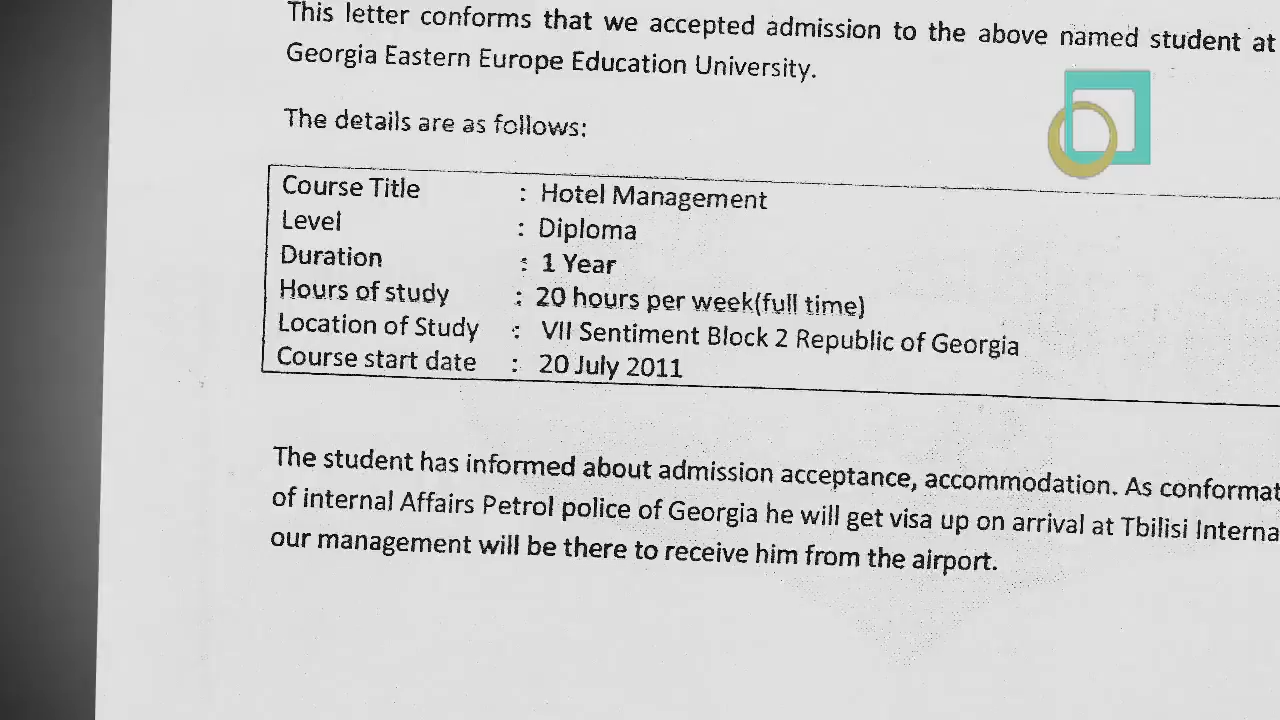 This letter conforms that we accepted admission to the above named student at
Georgia Eastern Europe Education University.
The details are as follows:
Course Title : Hotel Management
Level : Diploma
Duration : 1 Year
Hours of study : 20 hours per week(full time)
Location of Study : VII Sentiment Block 2 Republic of Georgia
Course start date : 20 July 2011
The student has informed about admission acceptance, accommodation. As conformat
of internal Affairs Petrol police of Georgia he will get visa up on arrival at Tbilisi Interna
our management will be there to receive him from the airport.